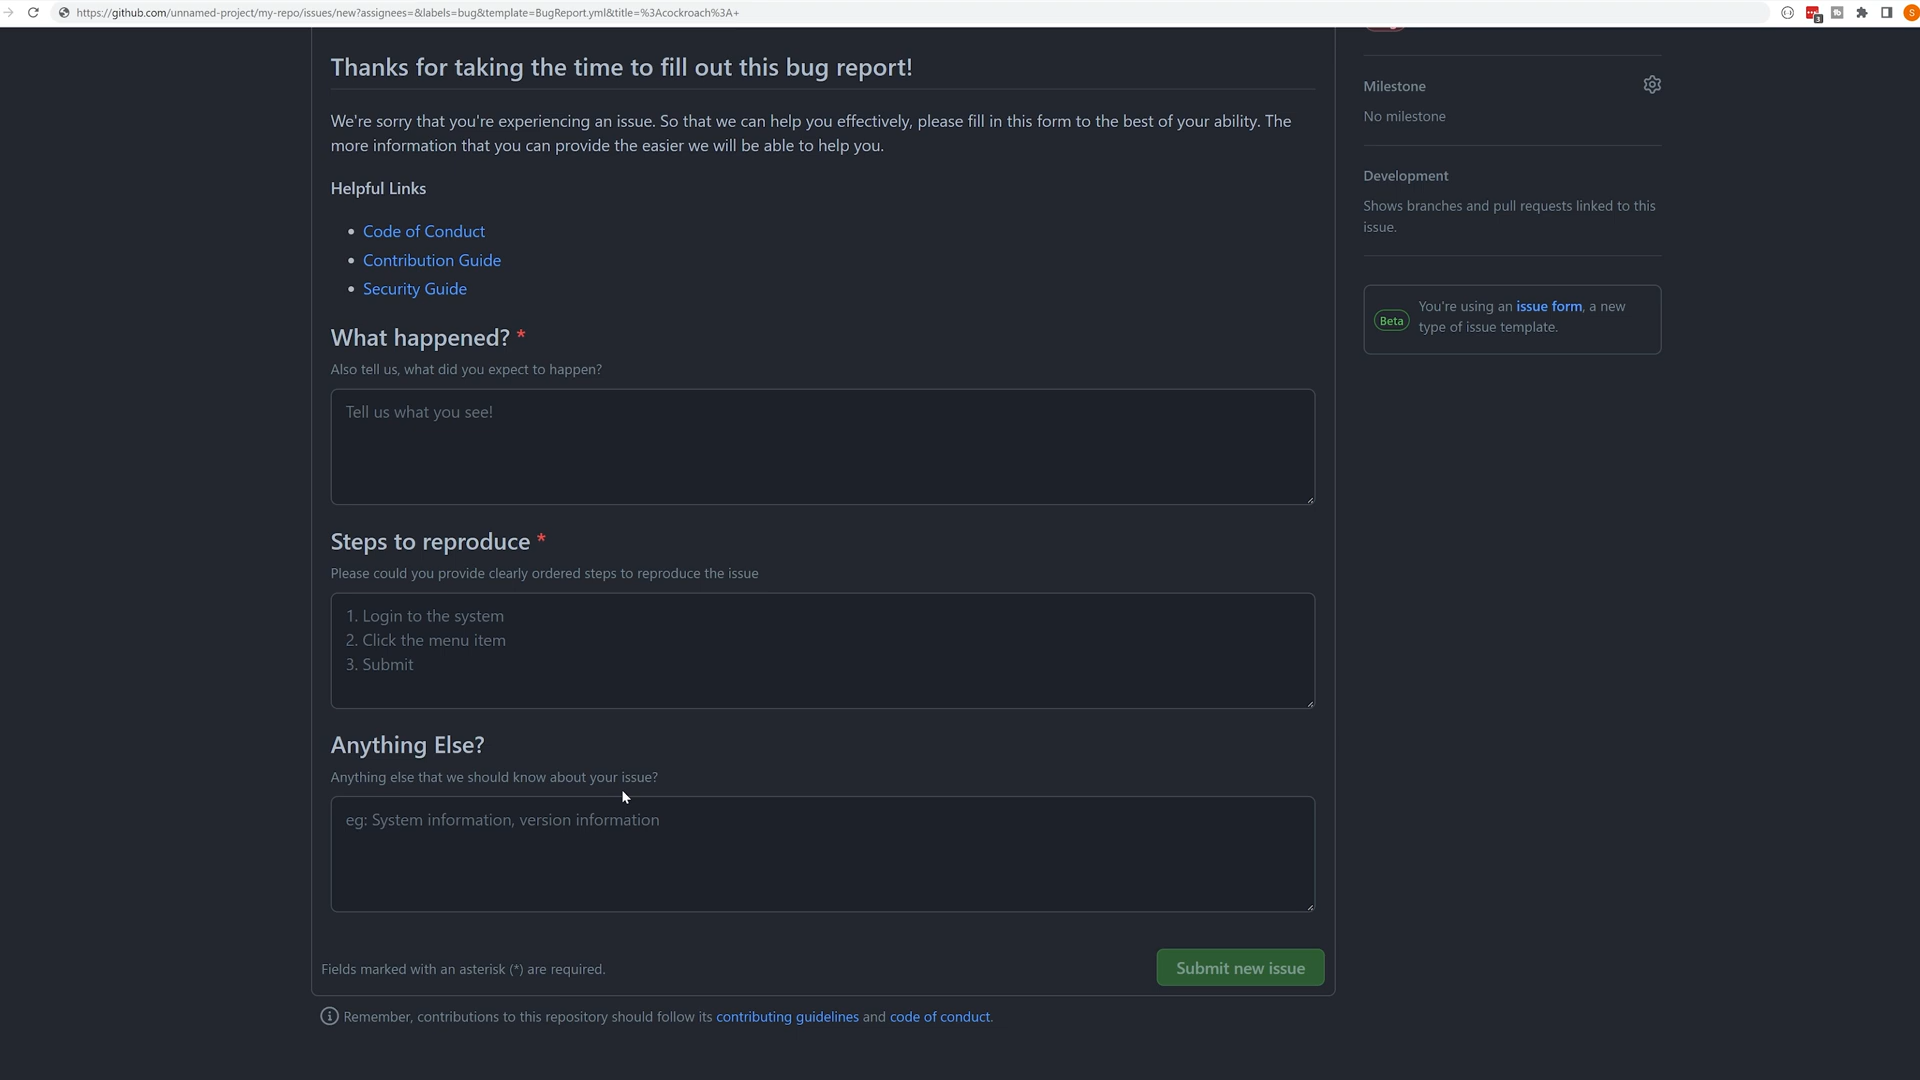 https://github.com/unnamed-project/my-repo/issues/new?assignees=&labels=bug&template=BugReport.yml&title=%3Acockroach%3A+
3
S
Thanks for taking the time to fill out this bug report!
We're sorry that you're experiencing an issue. So that we can help you effectively, please fill in this form to the best of your ability. The
more information that you can provide the easier we will be able to help you.
Helpful Links
• Code of Conduct
• Contribution Guide
• Security Guide
What happened? *
Also tell us, what did you expect to happen?
Tell us what you see!
Steps to reproduce *
Please could you provide clearly ordered steps to reproduce the issue
1. Login to the system
2. Click the menu item
3. Submit
Anything Else?
Anything else that we should know about your issue?
eg: System information, version information
Fields marked with an asterisk (*) are required.
Submit new issue
Remember, contributions to this repository should follow its contributing guidelines and code of conduct.
Milestone
No milestone
Development
Shows branches and pull requests linked to this
issue.
Beta
You're using an issue form, a new
type of issue template.